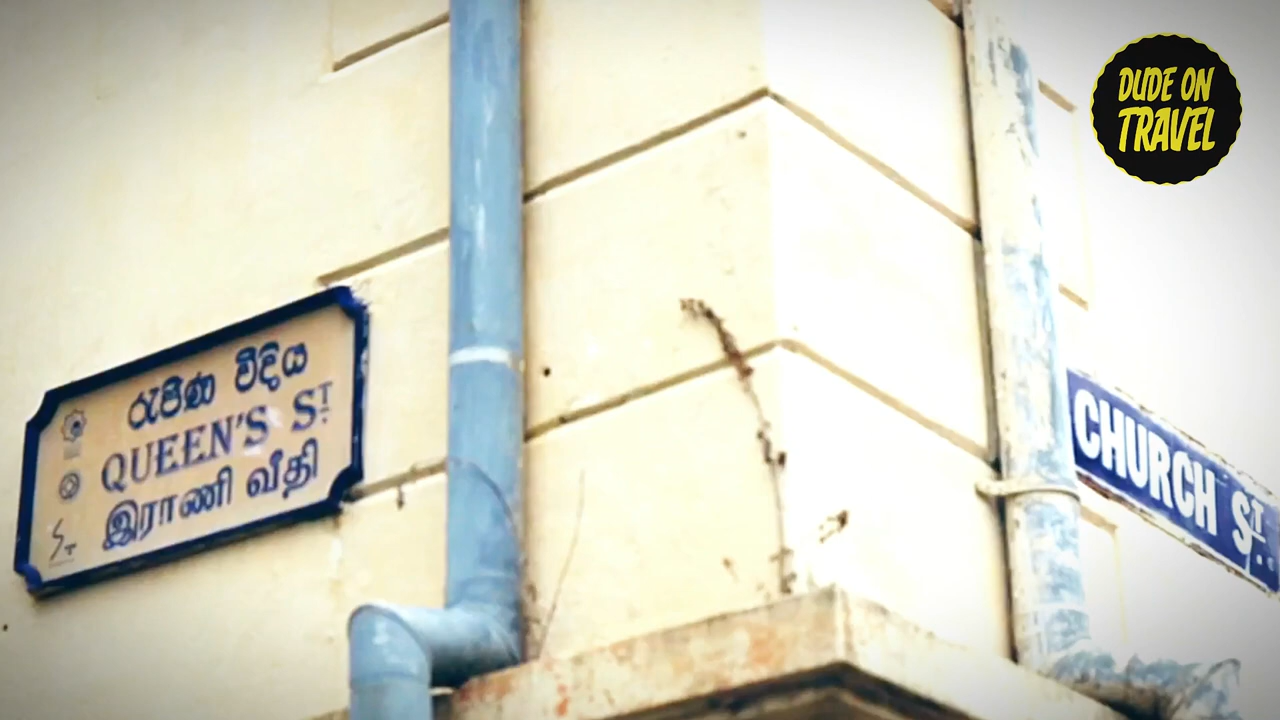 රැජිණ වීදිය
QUEEN'S ST
இராணி வீதி
CHURCH ST.
DUDE ON
TRAVEL